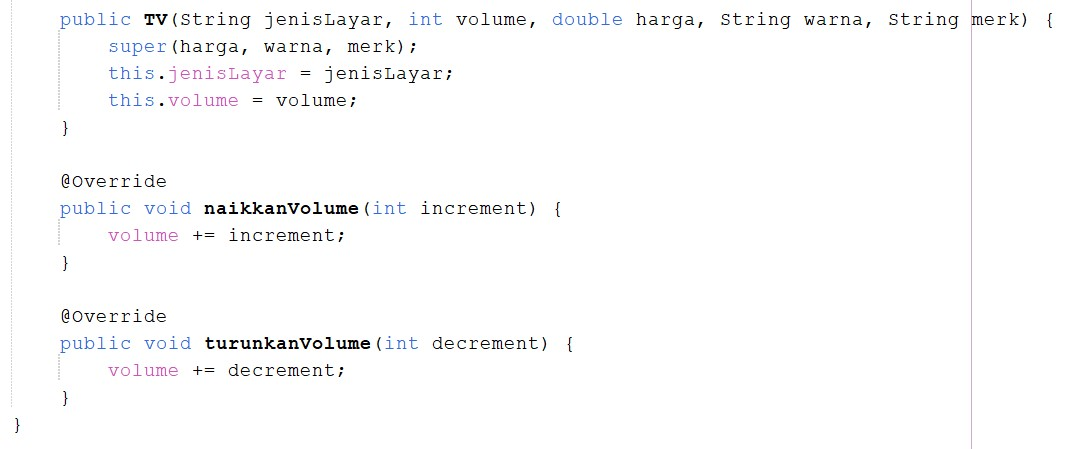 public TV(String jenisLayar, int volume, double harga, String warna, String merk) {
super(harga, warna, merk);
this.jenisLayar = jenisLayar;
this.volume = volume;
}
@Override
public void naikkanVolume(int increment) {
volume += increment;
}
@Override
public void turunkanVolume(int decrement) {
volume += decrement;
}
}